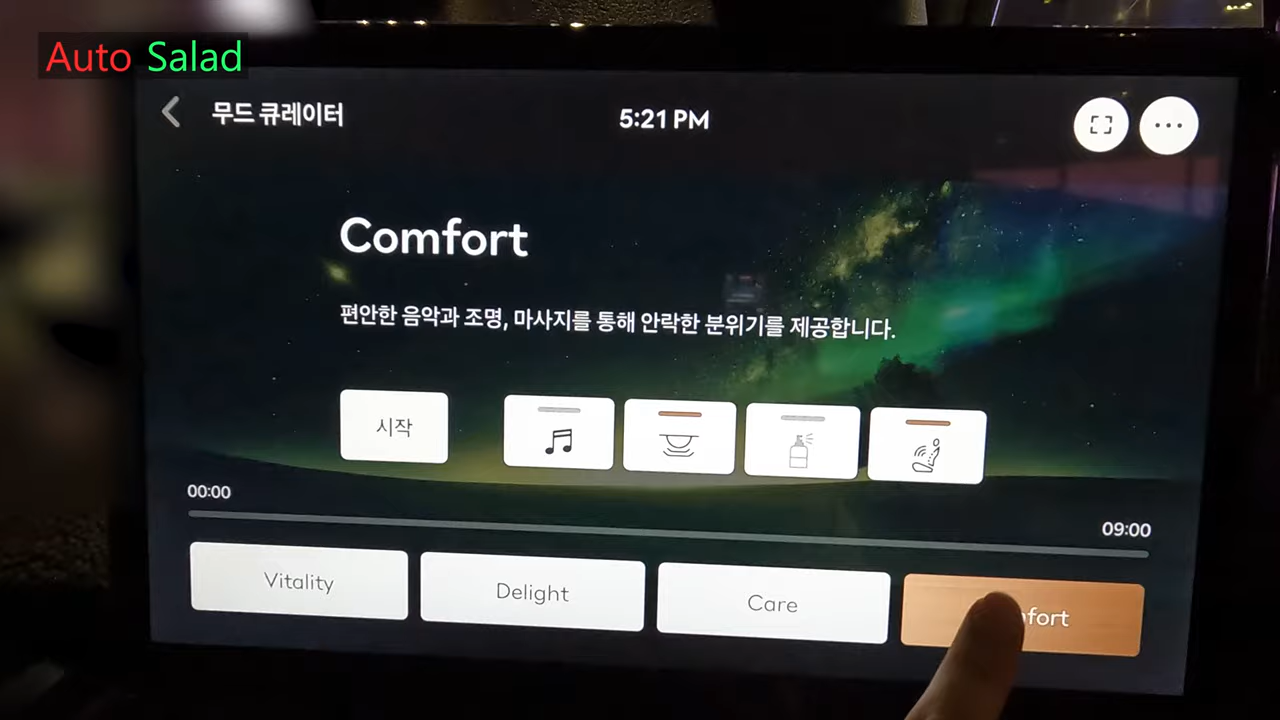 Auto Salad
무드 큐레이터
5:21 PM
Comfort
편안한 음악과 조명, 마사지를 통해 안락한 분위기를 제공합니다.
시작
00:00
09:00
Vitality
Delight
Care
nfort